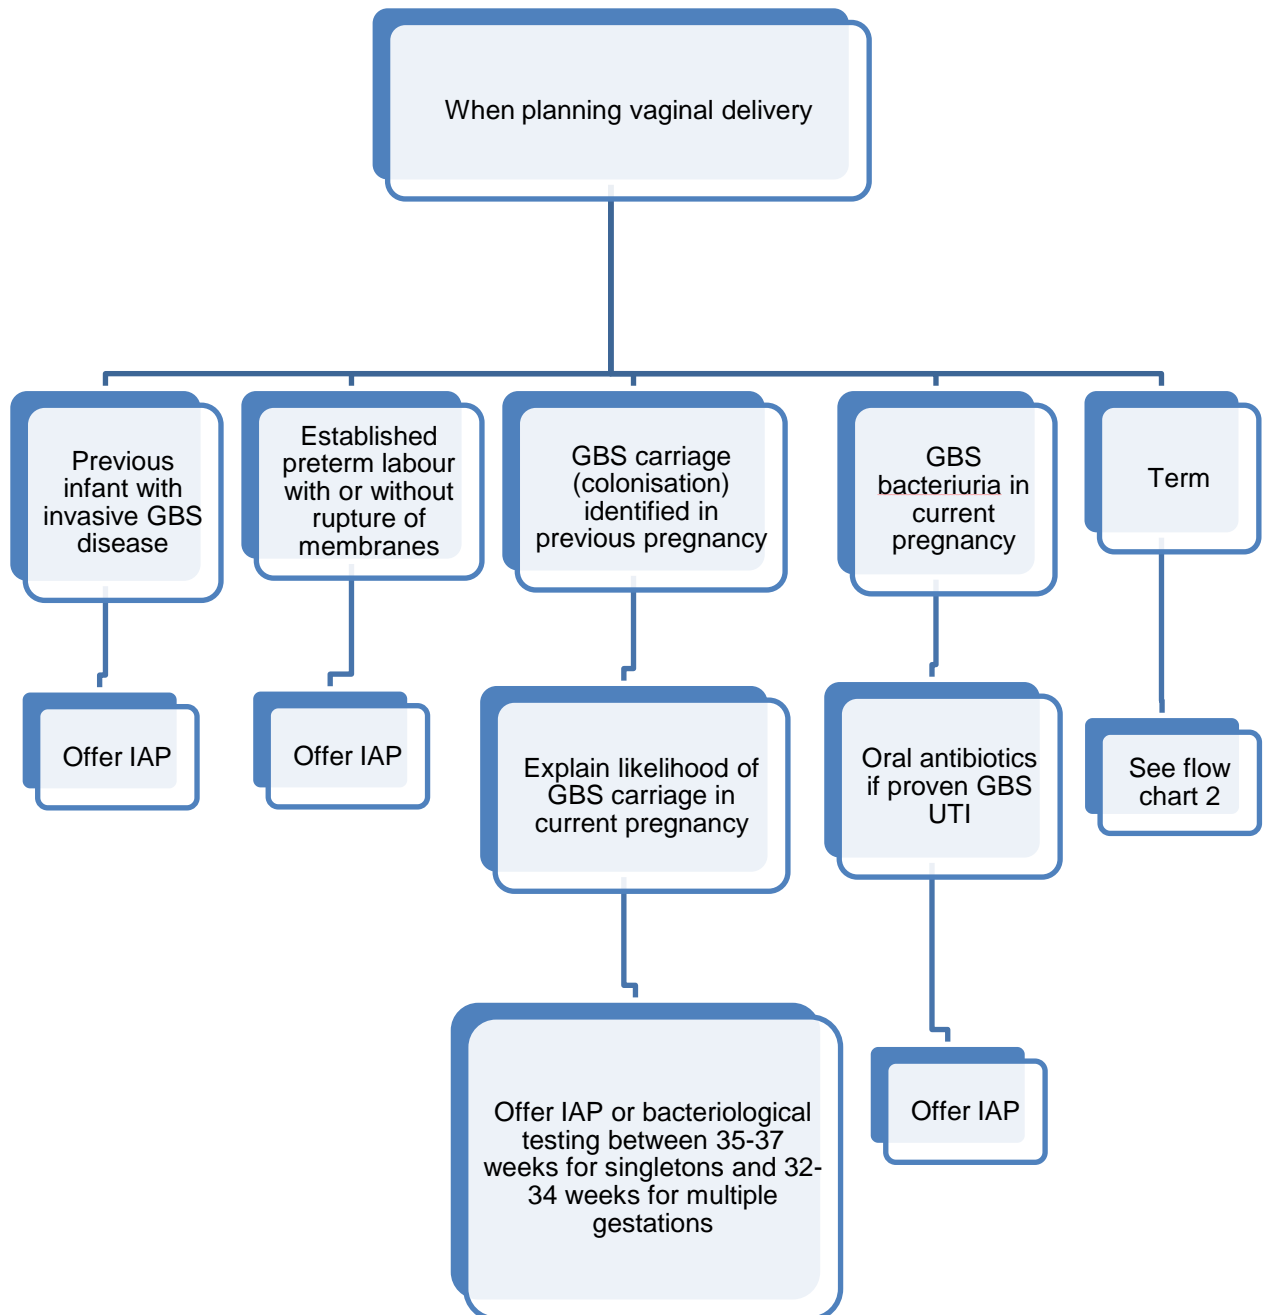 When planning vaginal delivery
Previous
infant with
invasive GBS
disease
Established
preterm labour
with or without
rupture of
membranes
GBS carriage
(colonisation)
identified in
previous pregnancy
GBS
bacteriuria in
current
pregnancy
Term
Offer IAP
Offer IAP
Explain likelihood of
GBS carriage in
current pregnancy
Oral antibiotics
if proven GBS
UTI
See flow
chart 2
Offer IAP or bacteriological
testing between 35-37
weeks for singletons and 32-
34 weeks for multiple
gestations
Offer IAP